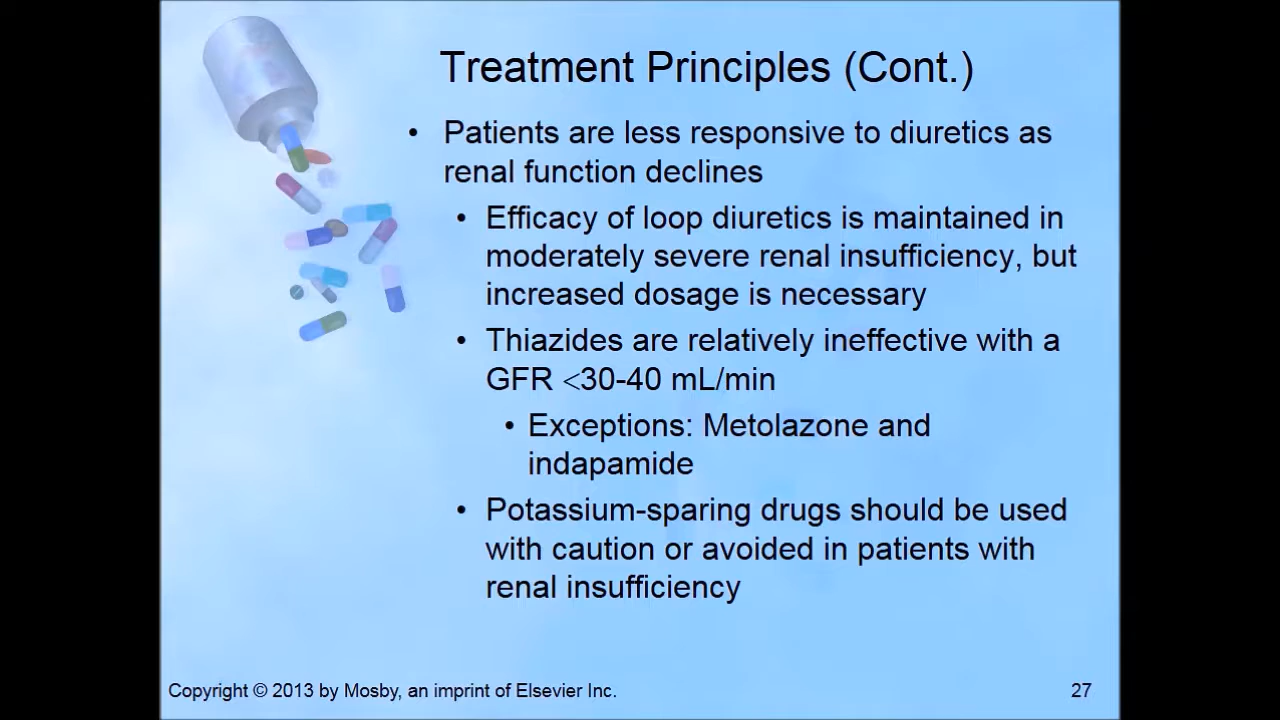 Treatment Principles (Cont.)
• Patients are less responsive to diuretics as
renal function declines
• Efficacy of loop diuretics is maintained in
moderately severe renal insufficiency, but
increased dosage is necessary
• Thiazides are relatively ineffective with a
GFR <30-40 mL/min
• Exceptions: Metolazone and
indapamide
• Potassium-sparing drugs should be used
with caution or avoided in patients with
renal insufficiency
Copyright © 2013 by Mosby, an imprint of Elsevier Inc.
27